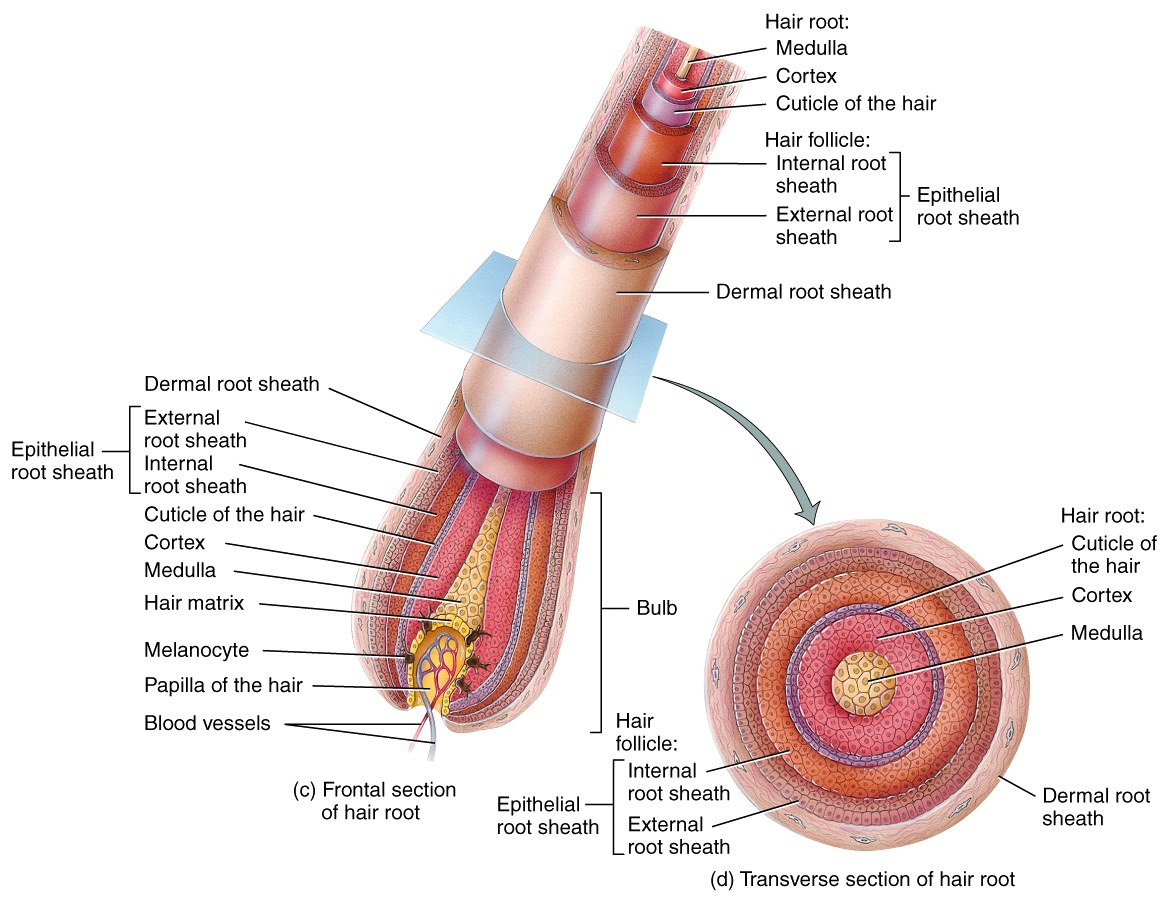 Hair root:
Medulla
Cortex
Cuticle of the hair
Hair follicle:
Internal root
sheath
External root
sheath
Epithelial
root sheath
Dermal root sheath
Dermal root sheath
External
root sheath
Internal
root sheath
Epithelial
root sheath
Cuticle of the hair
Cortex
Medulla
Hair matrix
Melanocyte
Papilla of the hair
Blood vessels
Bulb
(c) Frontal section
of hair root
Hair root:
Cuticle of
the hair
Cortex
Medulla
Hair
follicle:
Internal
root sheath
External
root sheath
Epithelial
root sheath
Dermal root
sheath
(d) Transverse section of hair root